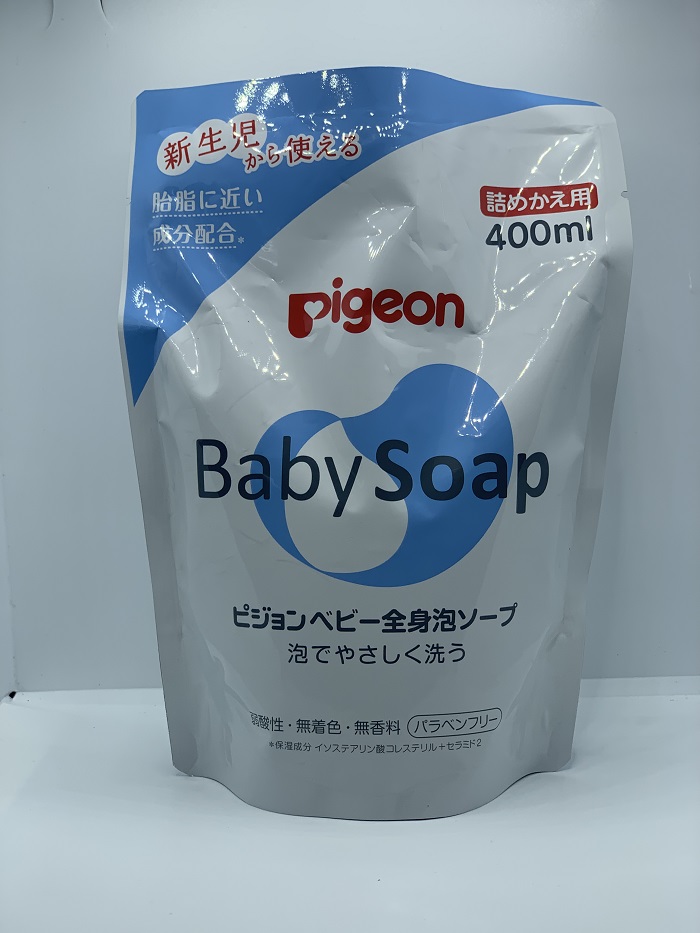 新生児
から使える
胎脂に近い
成分配合※
詰めかえ用
400ml
pigeon
Baby Soap
ピジョンベビー全身泡ソープ
泡でやさしく洗う
弱酸性・無着色・無香料 パラベンフリー
※保湿成分 イソステアリン酸コレステリル+セラミド2